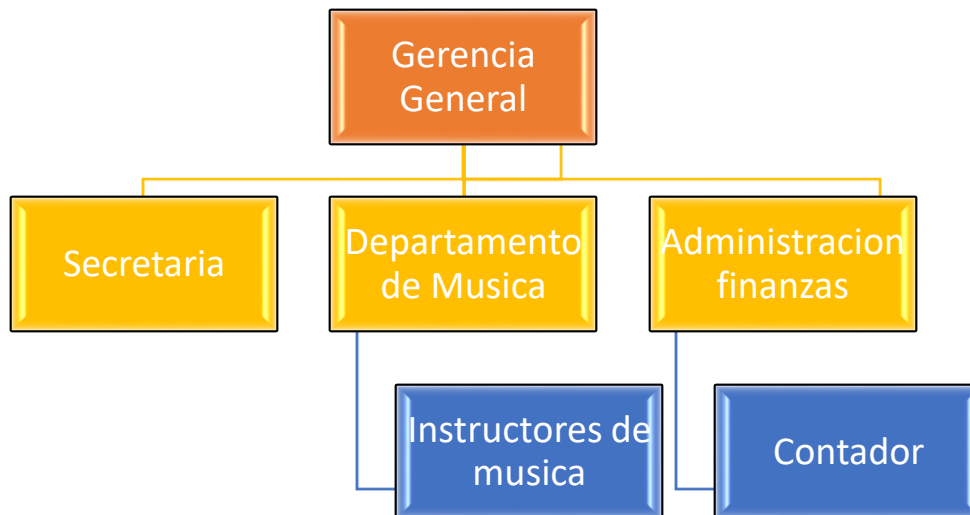 Gerencia
General
Secretaria
Departamento
de Musica
Administracion
finanzas
Instructores de
musica
Contador